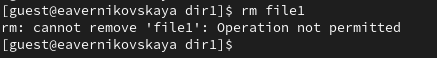 [guest@eavernikovskaya dir1]$ rm file1
rm: cannot remove 'file1': Operation not permitted
[guest@eavernikovskaya dir1]$